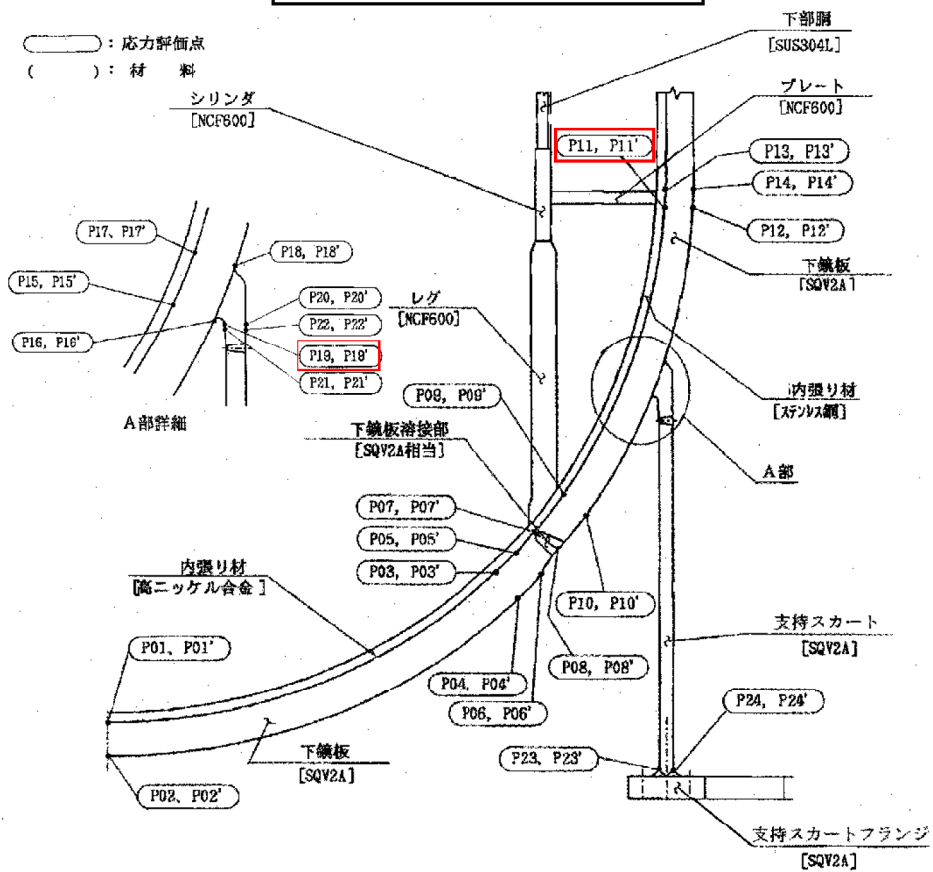 : 応力評価点
( ) : 材 料
シリンダ
[NCF600]
下部胴
[SUS304L]
プレート
[NCF600]
P11, P11'
P13, P13'
P14, P14'
P12, P12'
下鏡板
[SQV2A]
P17、P17'
P18, P18'
P15, P15'
P20, P20'
P22, P22'
P16, P16'
P19, P19'
P21, P21'
A部詳細
レグ
[NCF600]
内張り材
[ステンレス鋼]
A部
P09, P09'
下鏡板溶接部
[SQV2A相当]
P07, P07'
P05, P05'
P03, P03'
内張り材
[高ニッケル合金]
P10, P10'
P08, P08'
P01、P01'
P04, P04'
P06, P06'
支持スカート
[SQV2A]
P24, P24'
P23, P23'
下鏡板
[SQV2A]
P02、P02'
支持スカートフランジ
[SQV2A]